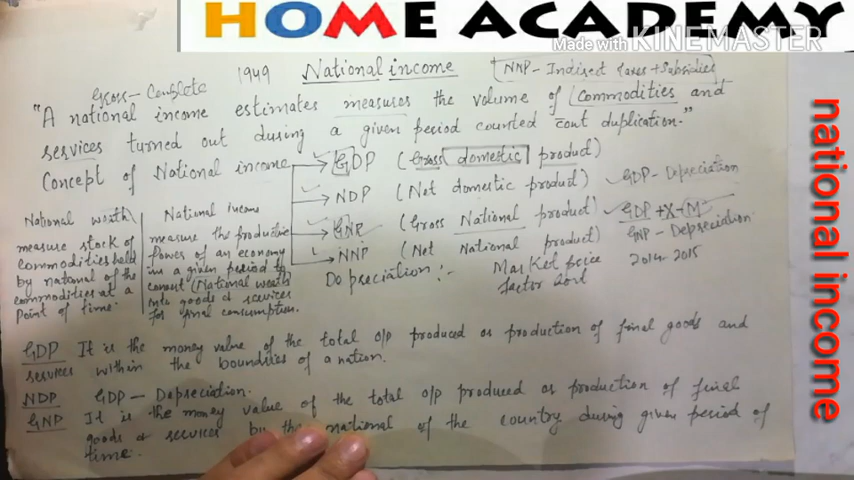 HOME ACADEMY
Made with KINEMASTER
Gross - Complete 1949 National income NNP - Indirect taxes + Subsidies
"A national income estimates measures the volume of commodities and
services turned out during a given period counted duplication."
Concept of National income GDP (Gross domestic product)
NDP (Net domestic product) GDP - Depreciation
GNP (Gross National product) GDP + X - M
NNP (Net National product) GNP - Depreciation
Depreciation :- Market price 2014-2015
factor cost
National worth
measure stock of
commodities held
by national of the
commodities at a
point of time.
National income
measure the productive
power of an economy
in a given period to
convert National worth
into goods & services
for final consumption.
GDP It is the money value of the total o/p produced or production of final goods and
services within the boundries of a nation.
NDP GDP - Depreciation.
GNP It is the money value of the total o/p produced or production of final
goods & services by the national of the country during given period of
time.
national income